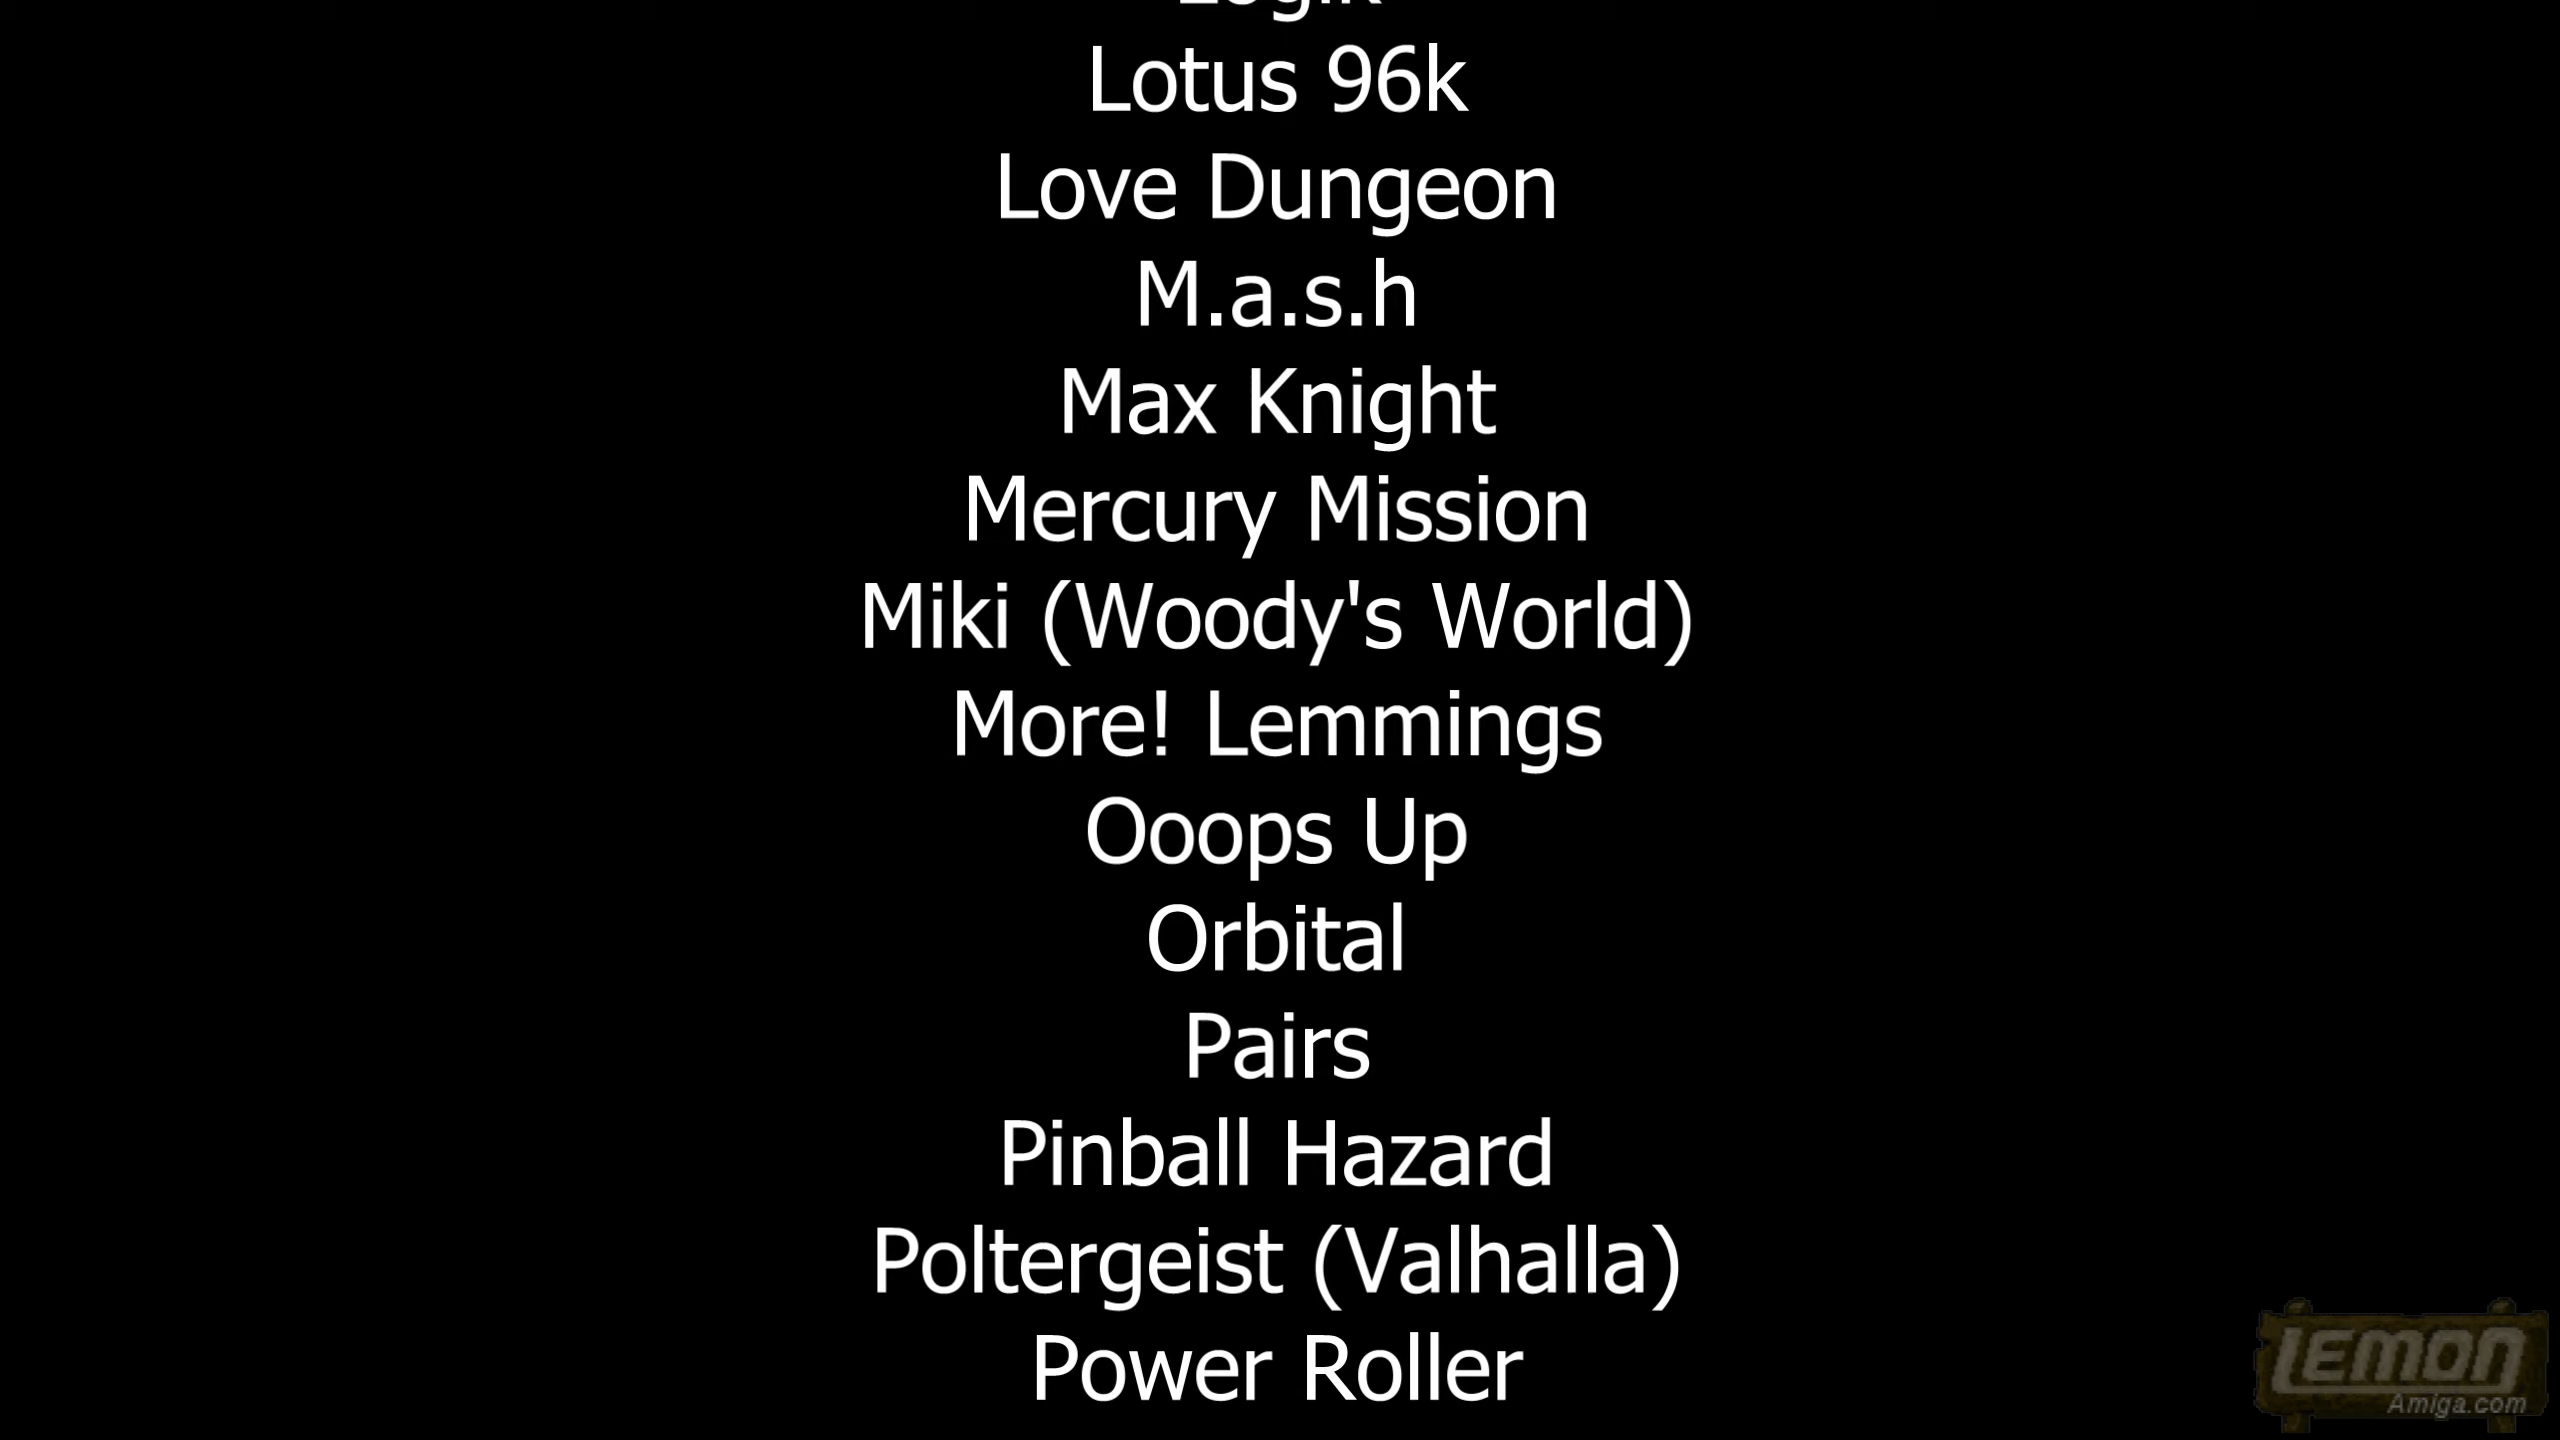 Logik
Lotus 96k
Love Dungeon
M.a.s.h
Max Knight
Mercury Mission
Miki (Woody's World)
More! Lemmings
Ooops Up
Orbital
Pairs
Pinball Hazard
Poltergeist (Valhalla)
Power Roller
LEMON
Amiga.com